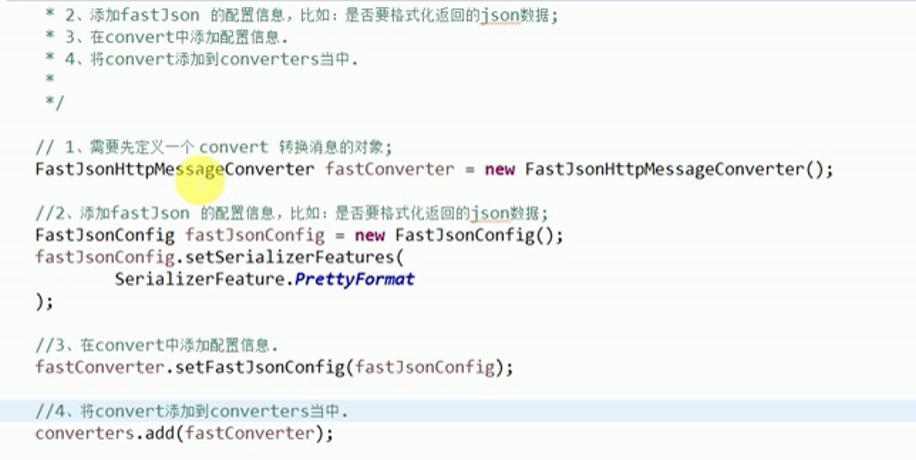 * 2、添加fastJson 的配置信息，比如：是否要格式化返回的json数据;
* 3、在convert中添加配置信息.
* 4、将convert添加到converters当中.
*
*/
// 1、需要先定义一个 convert 转换消息的对象;
FastJsonHttpMessageConverter fastConverter = new FastJsonHttpMessageConverter();
//2、添加fastJson 的配置信息，比如：是否要格式化返回的json数据;
FastJsonConfig fastJsonConfig = new FastJsonConfig();
fastJsonConfig.setSerializerFeatures(
SerializerFeature.PrettyFormat
);
//3、在convert中添加配置信息.
fastConverter.setFastJsonConfig(fastJsonConfig);
//4、将convert添加到converters当中.
converters.add(fastConverter);